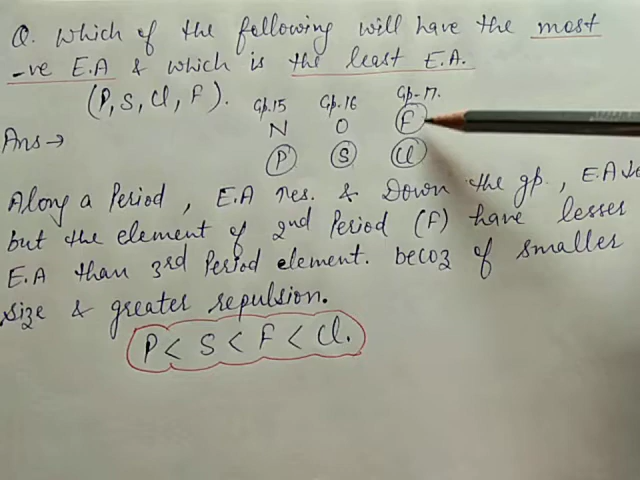 Q. Which of the following will have the most
-ve E.A & which is the least E.A.
(P, S, Cl, F).
Gp.15 Gp.16 Gp-17.
Ans → N O F
P S Cl
Along a Period, E.A ↑es. & Down the gp., E.A ↓es
but the element of 2nd Period (F) have lesser
E.A than 3rd Period element. becoz of smaller
size & greater repulsion.
P < S < F < Cl.